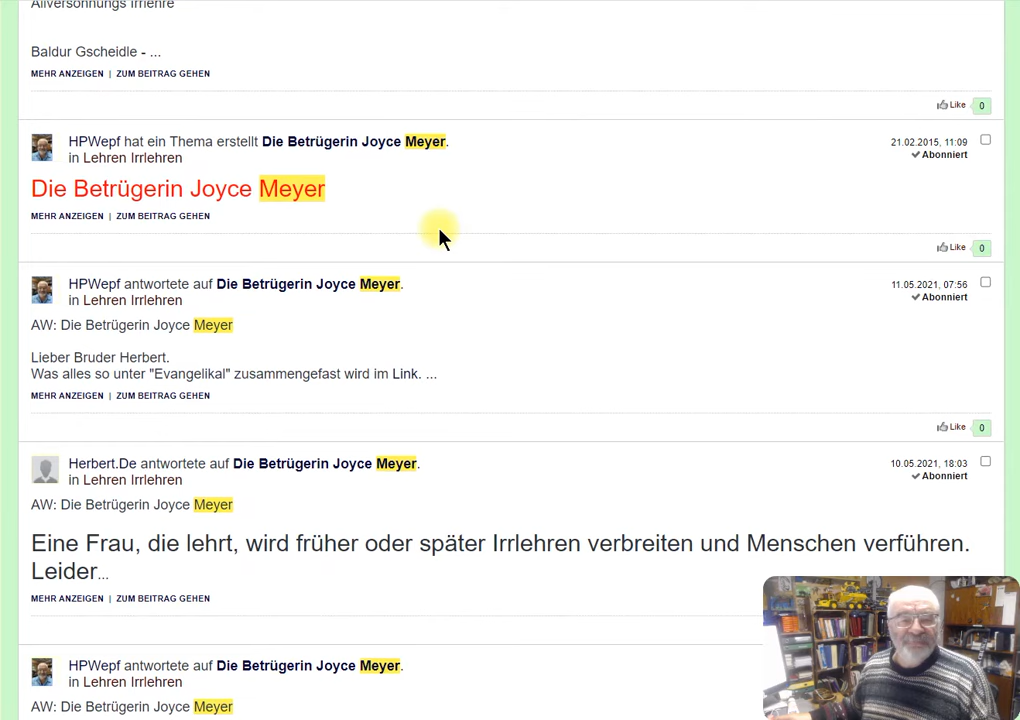 Allversöhnungs Irrlehre
Baldur Gscheidle - ...
MEHR ANZEIGEN | ZUM BEITRAG GEHEN
Like 0
HPWepf hat ein Thema erstellt Die Betrügerin Joyce Meyer.
in Lehren Irrlehren
21.02.2015, 11:09
Abonniert
Die Betrügerin Joyce Meyer
MEHR ANZEIGEN | ZUM BEITRAG GEHEN
Like 0
HPWepf antwortete auf Die Betrügerin Joyce Meyer.
in Lehren Irrlehren
11.05.2021, 07:56
Abonniert
AW: Die Betrügerin Joyce Meyer
Lieber Bruder Herbert.
Was alles so unter "Evangelikal" zusammengefast wird im Link. ...
MEHR ANZEIGEN | ZUM BEITRAG GEHEN
Like 0
Herbert.De antwortete auf Die Betrügerin Joyce Meyer.
in Lehren Irrlehren
10.05.2021, 18:03
Abonniert
AW: Die Betrügerin Joyce Meyer
Eine Frau, die lehrt, wird früher oder später Irrlehren verbreiten und Menschen verführen.
Leider...
MEHR ANZEIGEN | ZUM BEITRAG GEHEN
HPWepf antwortete auf Die Betrügerin Joyce Meyer.
in Lehren Irrlehren
AW: Die Betrügerin Joyce Meyer